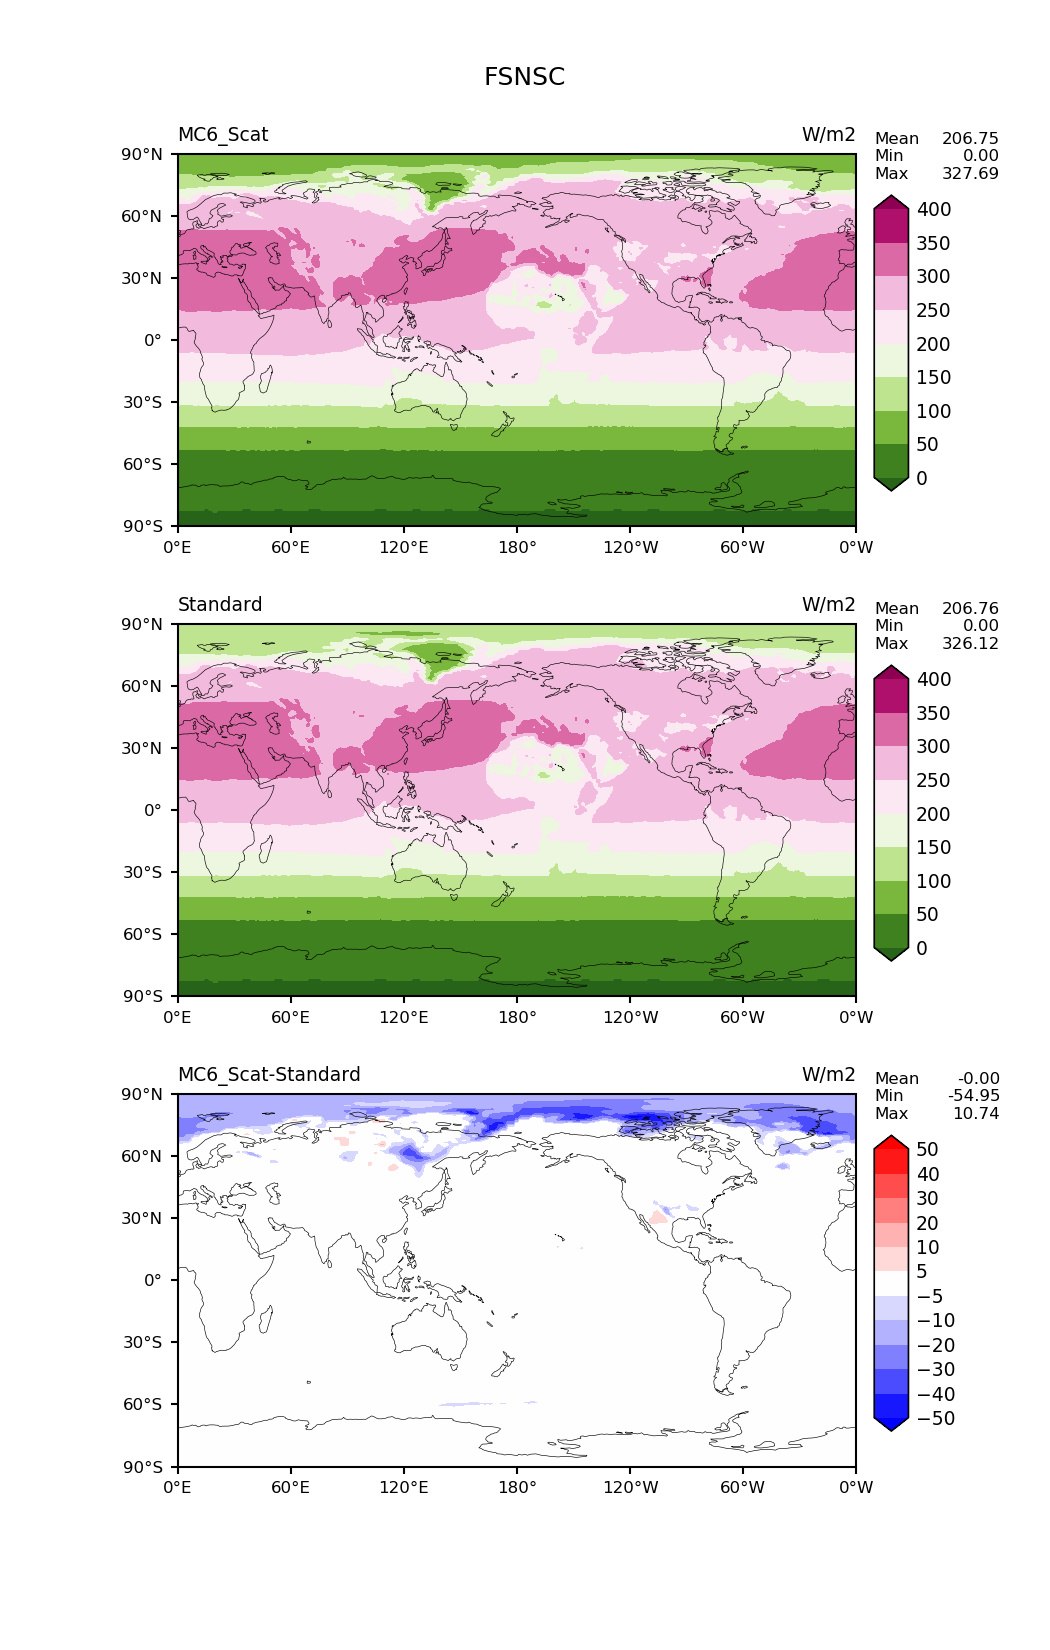 FSNSC
MC6_Scat W/m2
Mean 206.75
Min 0.00
Max 327.69
90°N
60°N
30°N
0°
30°S
60°S
90°S
0°E 60°E 120°E 180° 120°W 60°W 0°W
400
350
300
250
200
150
100
50
0
Standard W/m2
Mean 206.76
Min 0.00
Max 326.12
90°N
60°N
30°N
0°
30°S
60°S
90°S
0°E 60°E 120°E 180° 120°W 60°W 0°W
400
350
300
250
200
150
100
50
0
MC6_Scat-Standard W/m2
Mean -0.00
Min -54.95
Max 10.74
90°N
60°N
30°N
0°
30°S
60°S
90°S
0°E 60°E 120°E 180° 120°W 60°W 0°W
50
40
30
20
10
5
−5
−10
−20
−30
−40
−50